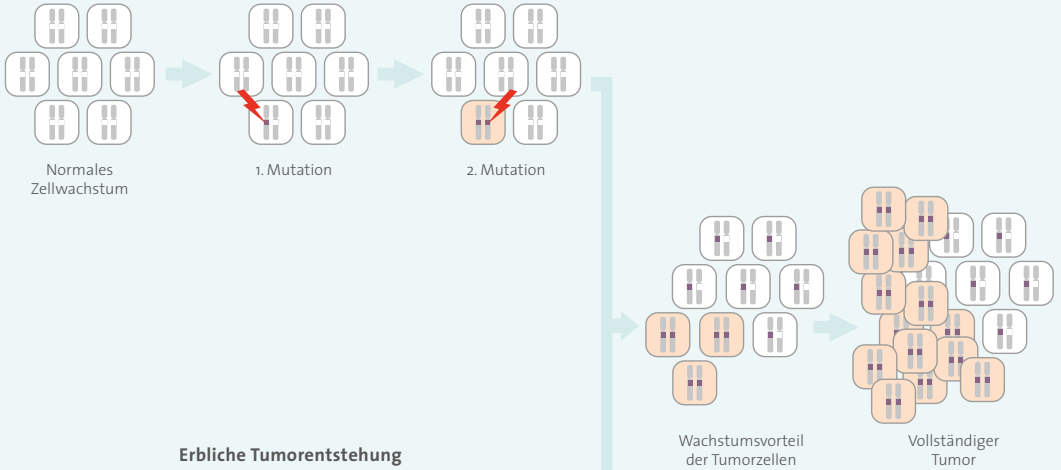 Normales
Zellwachstum
1. Mutation
2. Mutation
Wachstumsvorteil
der Tumorzellen
Vollständiger
Tumor
Erbliche Tumorentstehung